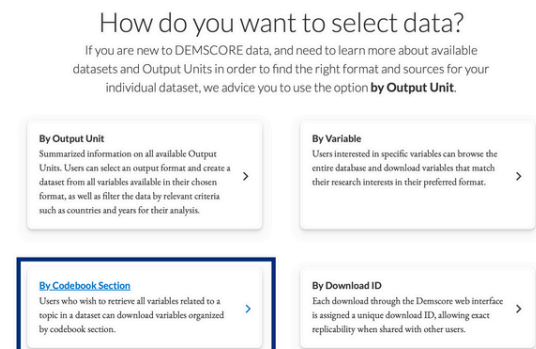 How do you want to select data?
If you are new to DEMSCORE data, and need to learn more about available
datasets and Output Units in order to find the right format and sources for your
individual dataset, we advice you to use the option by Output Unit.
By Output Unit
Summarized information on all available Output
Units. Users can select an output format and create a
dataset from all variables available in their chosen
format, as well as filter the data by relevant criteria
such as countries and years for their analysis.
By Variable
Users interested in specific variables can browse the
entire database and download variables that match
their research interests in their preferred format.
By Codebook Section
Users who wish to retrieve all variables related to a
topic in a dataset can download variables organized
by codebook section.
By Download ID
Each download through the Demscore web interface
is assigned a unique download ID, allowing exact
replicability when shared with other users.